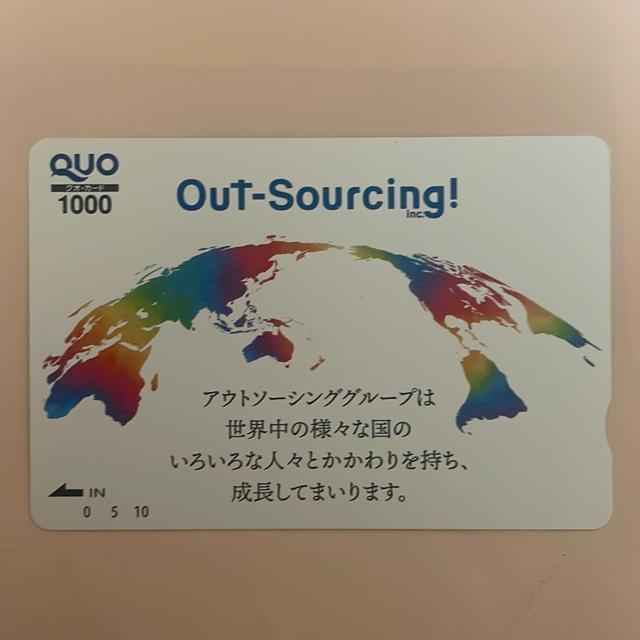 QUO
クオ・カード
1000
Out-Sourcing!
inc.
アウトソーシンググループは
世界中の様々な国の
いろいろな人々とかかわりを持ち、
成長してまいります。
IN
0 5 10